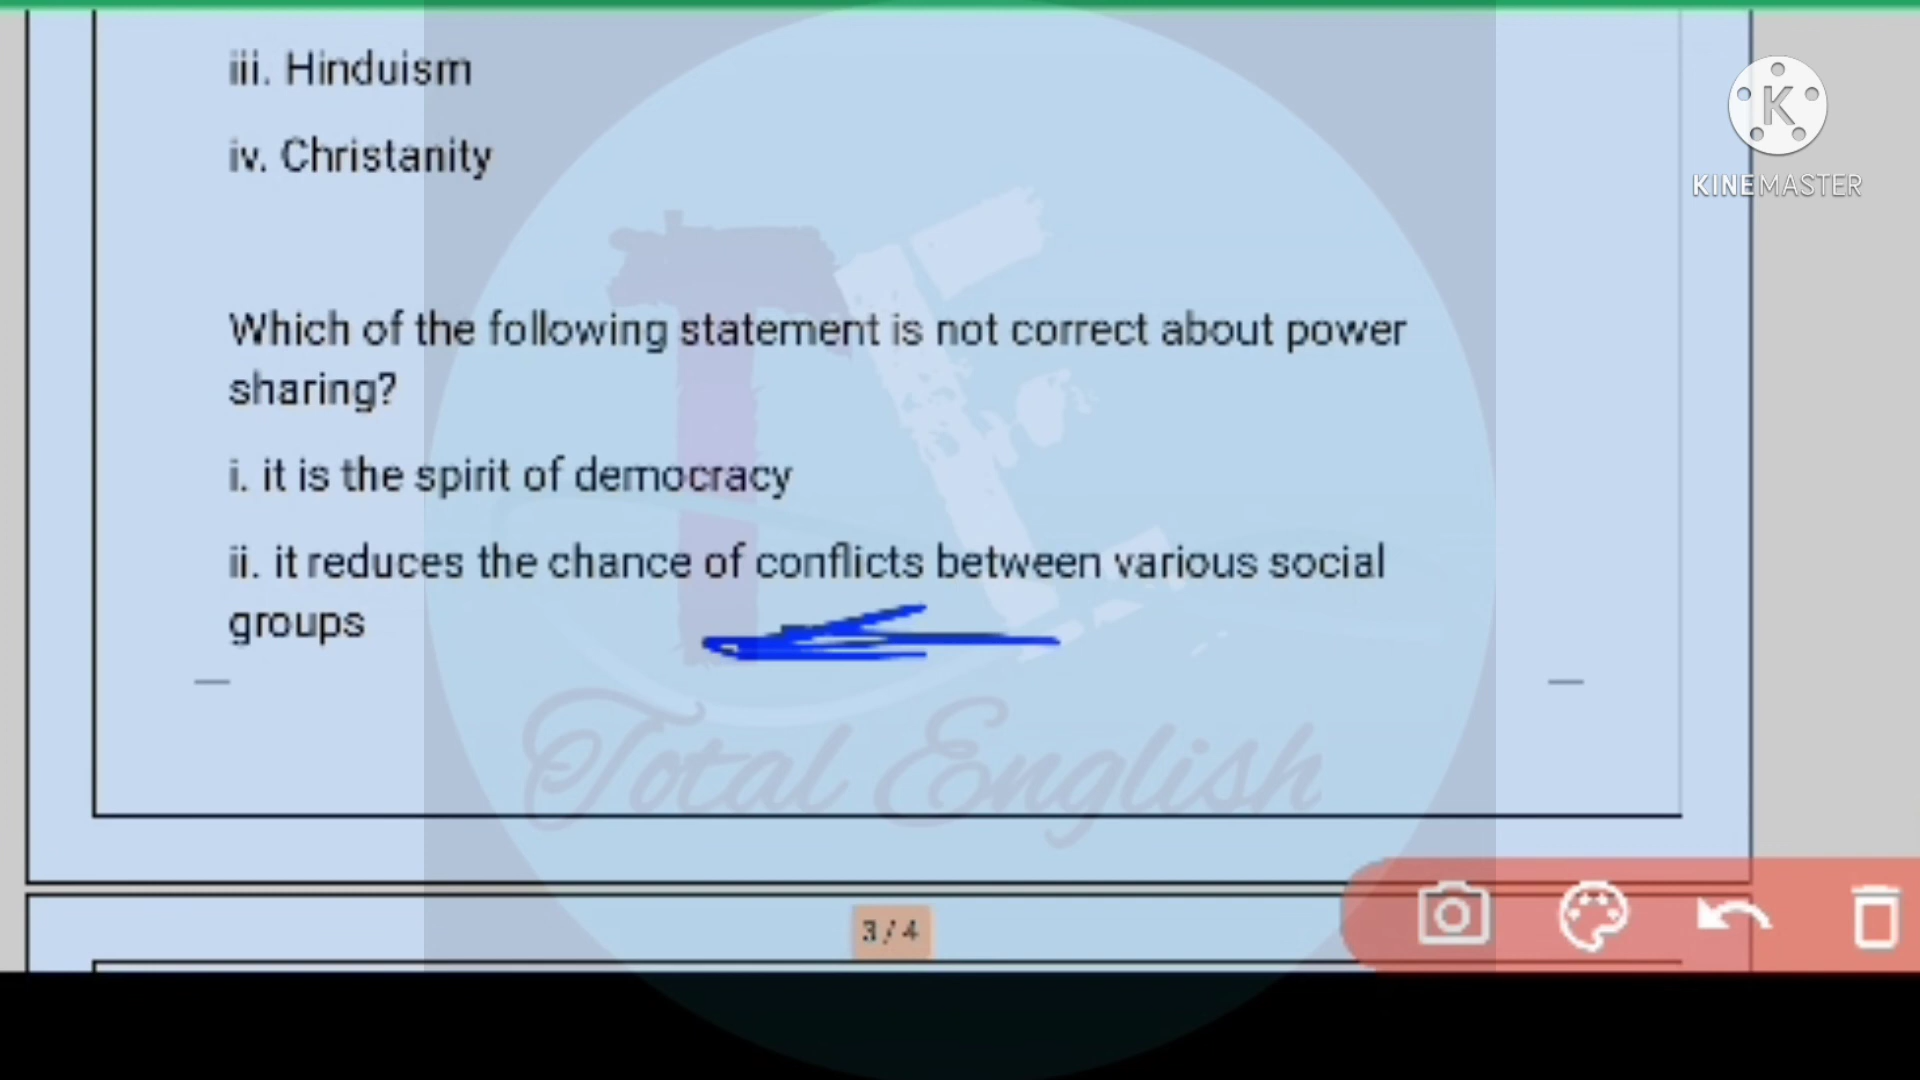 iii. Hinduism
iv. Christanity
K
KINEMASTER
Which of the following statement is not correct about power
sharing?
i. it is the spirit of democracy
ii. it reduces the chance of conflicts between various social
groups
Total English
3 / 4